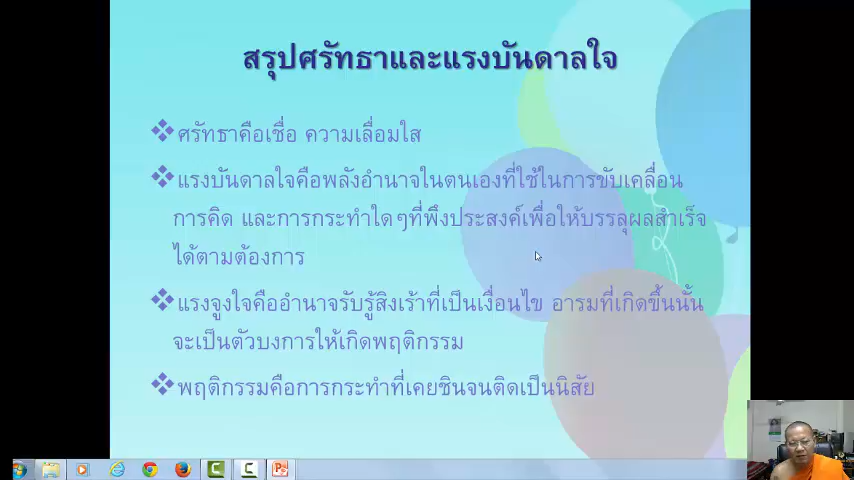 สรุปศรัทธาและแรงบันดาลใจ
ศรัทธาคือเชื่อ ความเลื่อมใส
แรงบันดาลใจคือพลังอำนาจในตนเองที่ใช้ในการขับเคลื่อน
การคิด และการกระทำใดๆที่พึงประสงค์เพื่อให้บรรลุผลสำเร็จ
ได้ตามต้องการ
แรงจูงใจคืออำนาจรับรู้สิ่งเร้าที่เป็นเงื่อนไข อารมที่เกิดขึ้นนั้น
จะเป็นตัวบงการให้เกิดพฤติกรรม
พฤติกรรมคือการกระทำที่เคยชินจนติดเป็นนิสัย